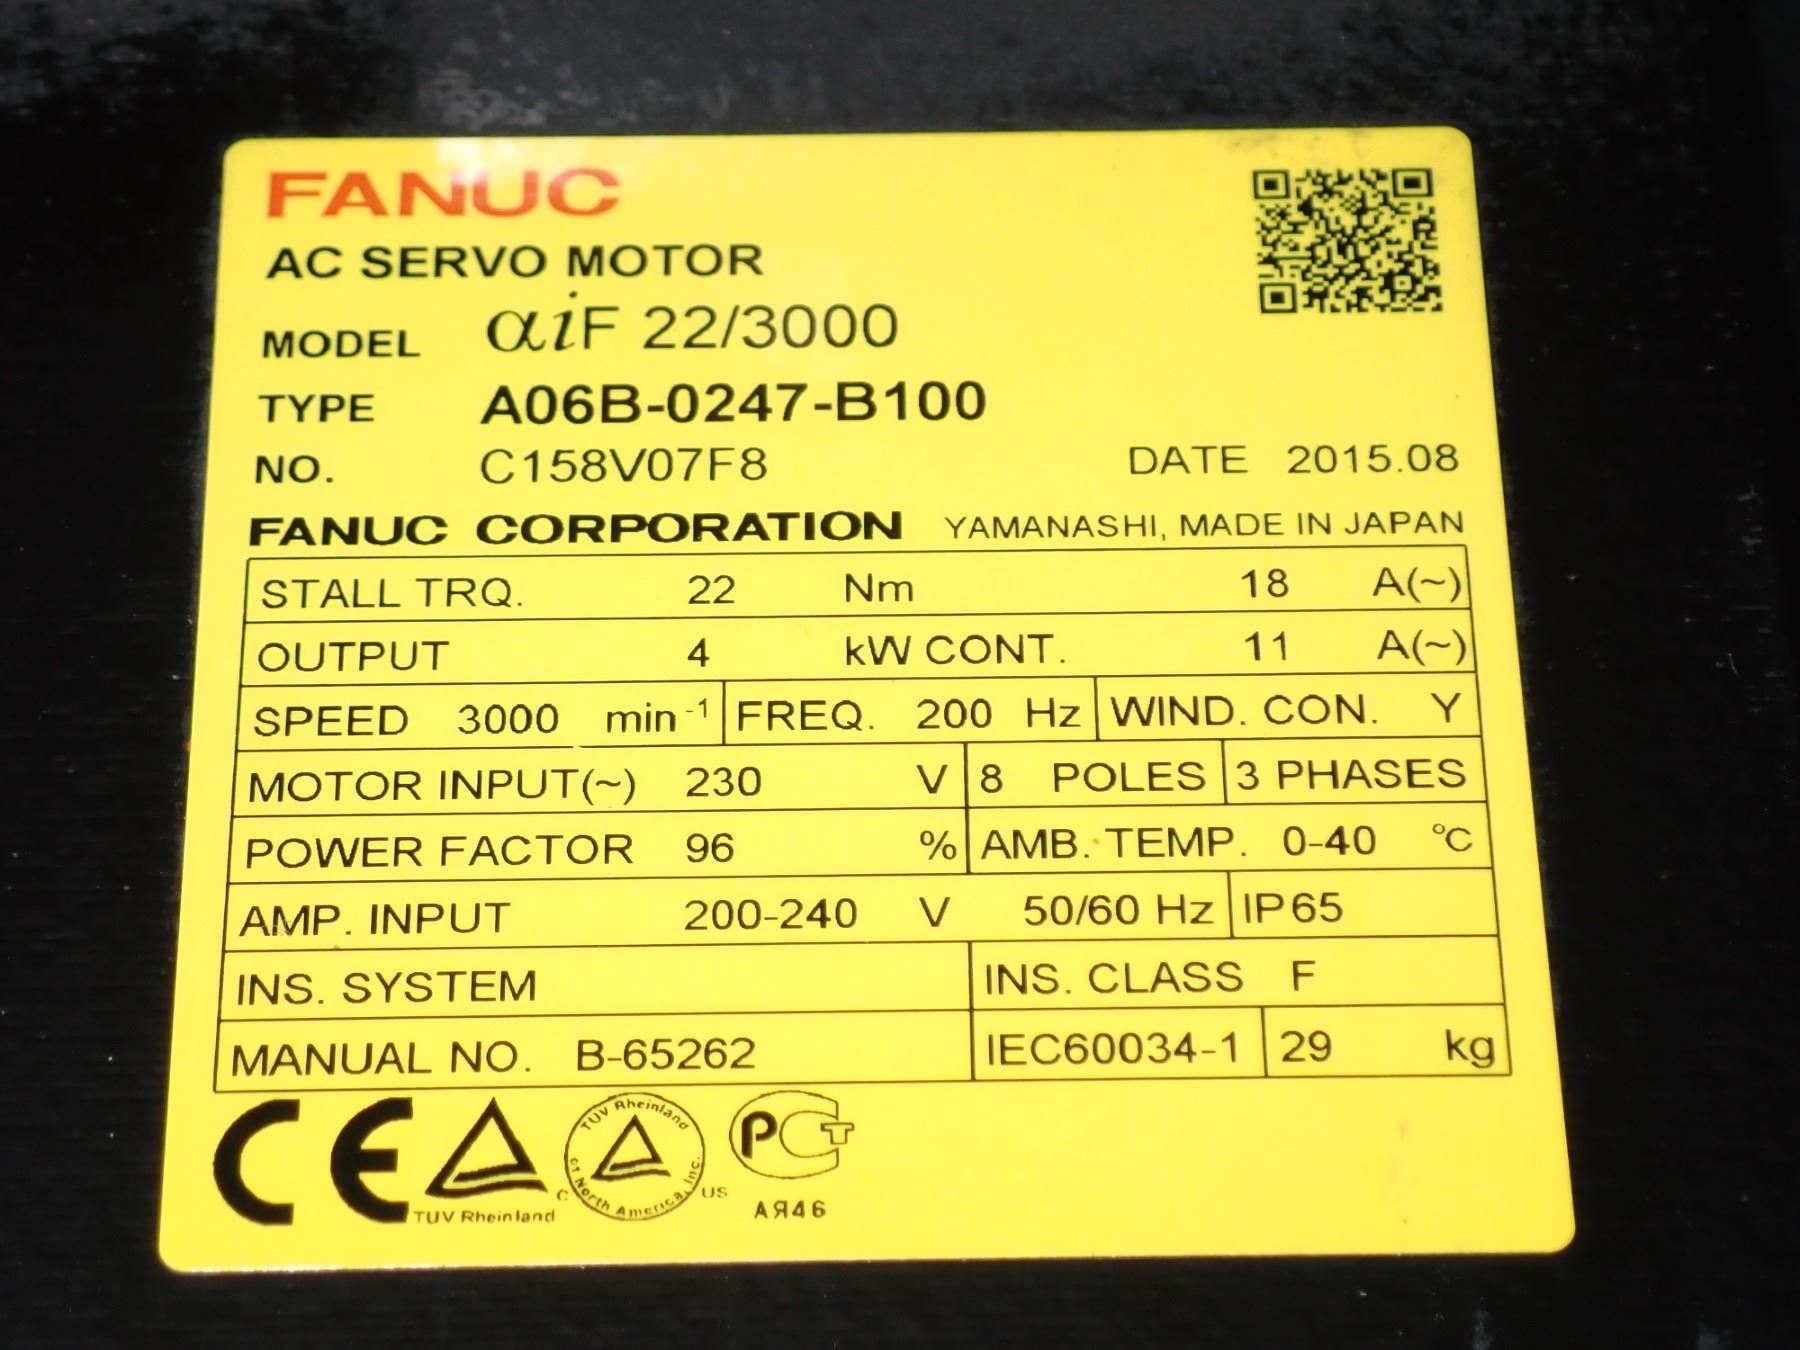 FANUC
AC SERVO MOTOR
MODEL αiF 22/3000
TYPE A06B-0247-B100
NO. C158V07F8 DATE 2015.08
FANUC CORPORATION YAMANASHI, MADE IN JAPAN
STALL TRQ. 22 Nm 18 A(~)
OUTPUT 4 kW CONT. 11 A(~)
SPEED 3000 min⁻¹ FREQ. 200 Hz WIND. CON. Y
MOTOR INPUT(~) 230 V 8 POLES 3 PHASES
POWER FACTOR 96 % AMB. TEMP. 0-40 °C
AMP. INPUT 200-240 V 50/60 Hz IP65
INS. SYSTEM INS. CLASS F
MANUAL NO. B-65262 IEC60034-1 29 kg
CE
TUV Rheinland
C TUV Rheinland of North America, Inc. US
PCT
AЯ46